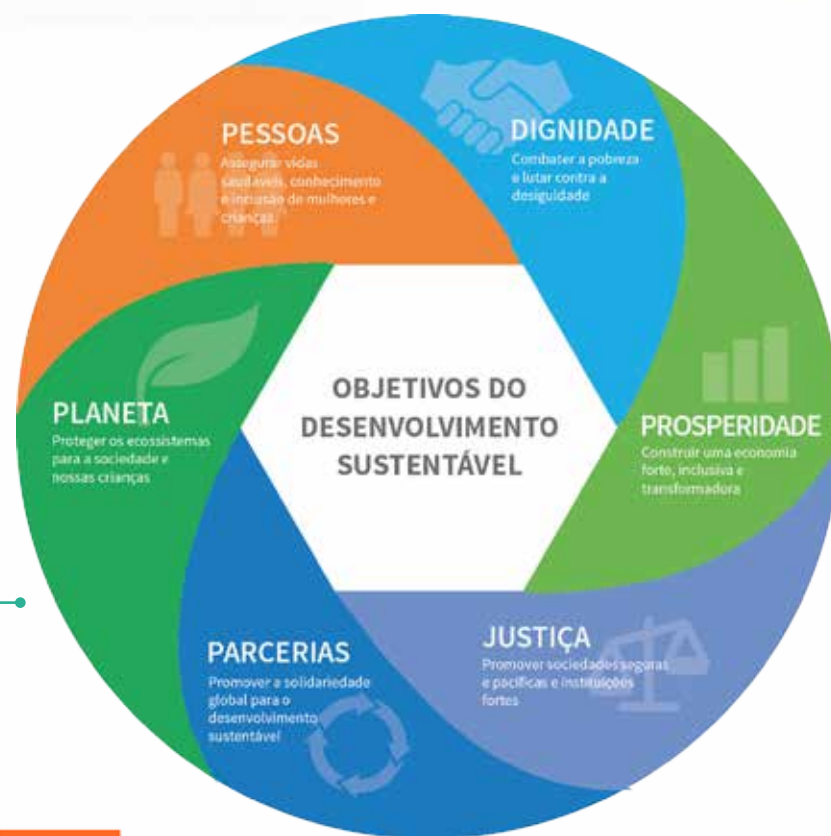 PESSOAS
Assegurar vidas
saudáveis, conhecimento
e inclusão de mulheres e
crianças
DIGNIDADE
Combater a pobreza
e lutar contra a
desiguldade
PLANETA
Proteger os ecossistemas
para a sociedade e
nossas crianças
OBJETIVOS DO
DESENVOLVIMENTO
SUSTENTÁVEL
PROSPERIDADE
Construir uma economia
forte, inclusiva e
transformadora
PARCERIAS
Promover a solidariedade
global para o
desenvolvimento
sustentável
JUSTIÇA
Promover sociedades seguras
e pacíficas e instituições
fortes